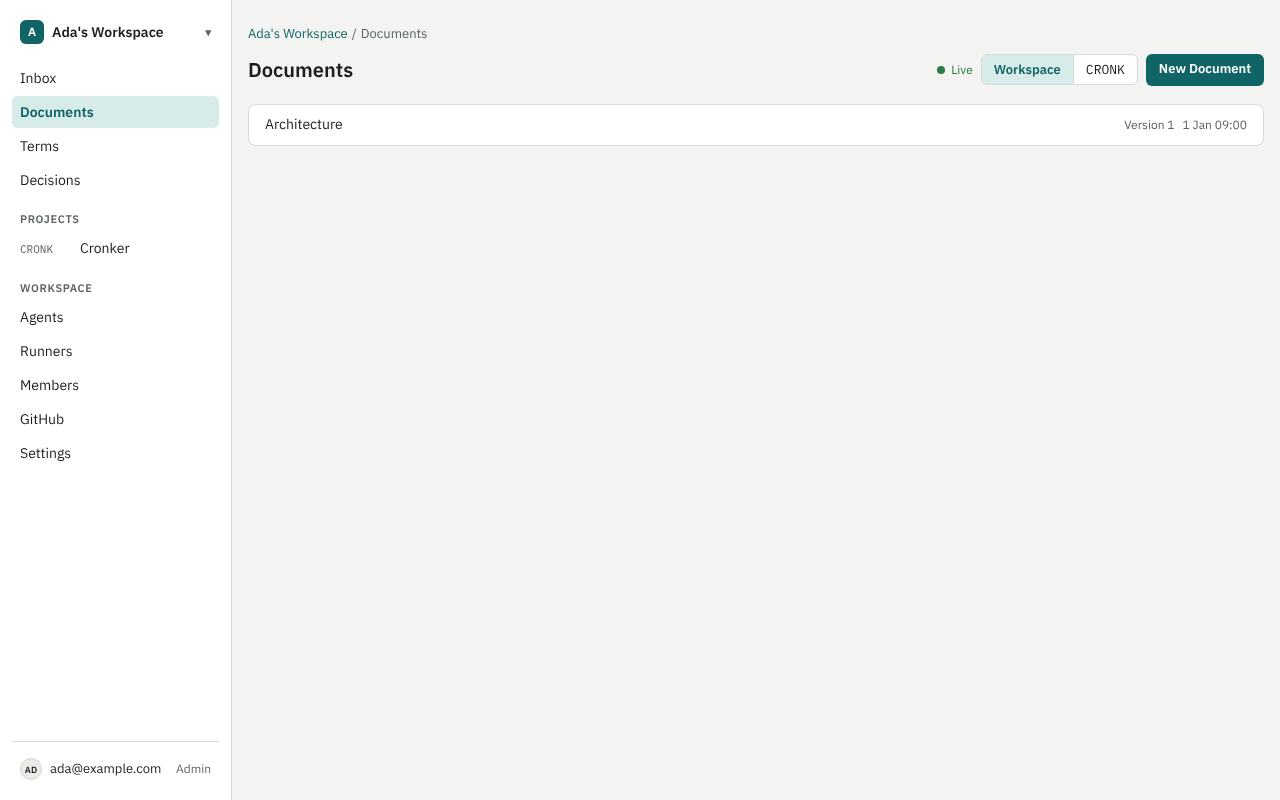 A Ada's Workspace ▾
Inbox
Documents
Terms
Decisions
PROJECTS
CRONK Cronker
WORKSPACE
Agents
Runners
Members
GitHub
Settings
AD ada@example.com Admin
Ada's Workspace / Documents
Documents
Live Workspace CRONK New Document
Architecture Version 1 1 Jan 09:00